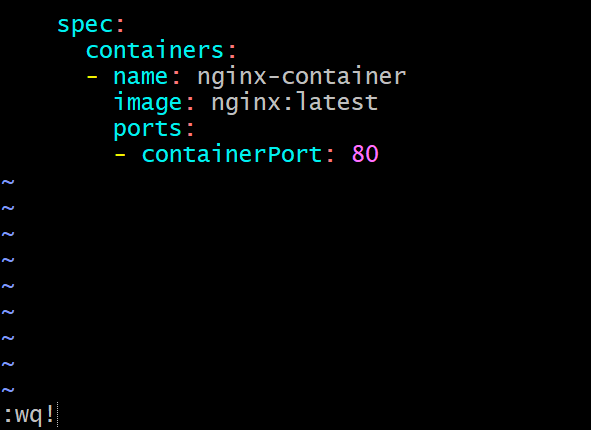 spec:
containers:
- name: nginx-container
image: nginx:latest
ports:
- containerPort: 80
~
~
~
~
~
~
~
~
~
:wq!